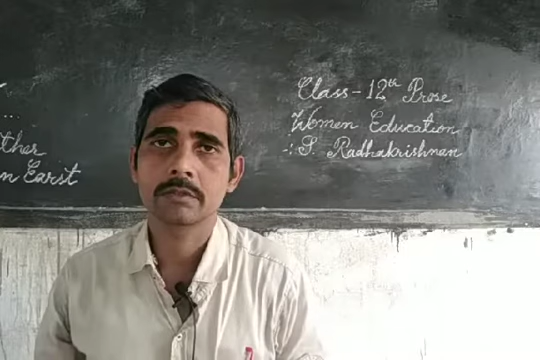 Class - 12th Prose
Women Education
:- S. Radhakrishnan
ther
n Earst